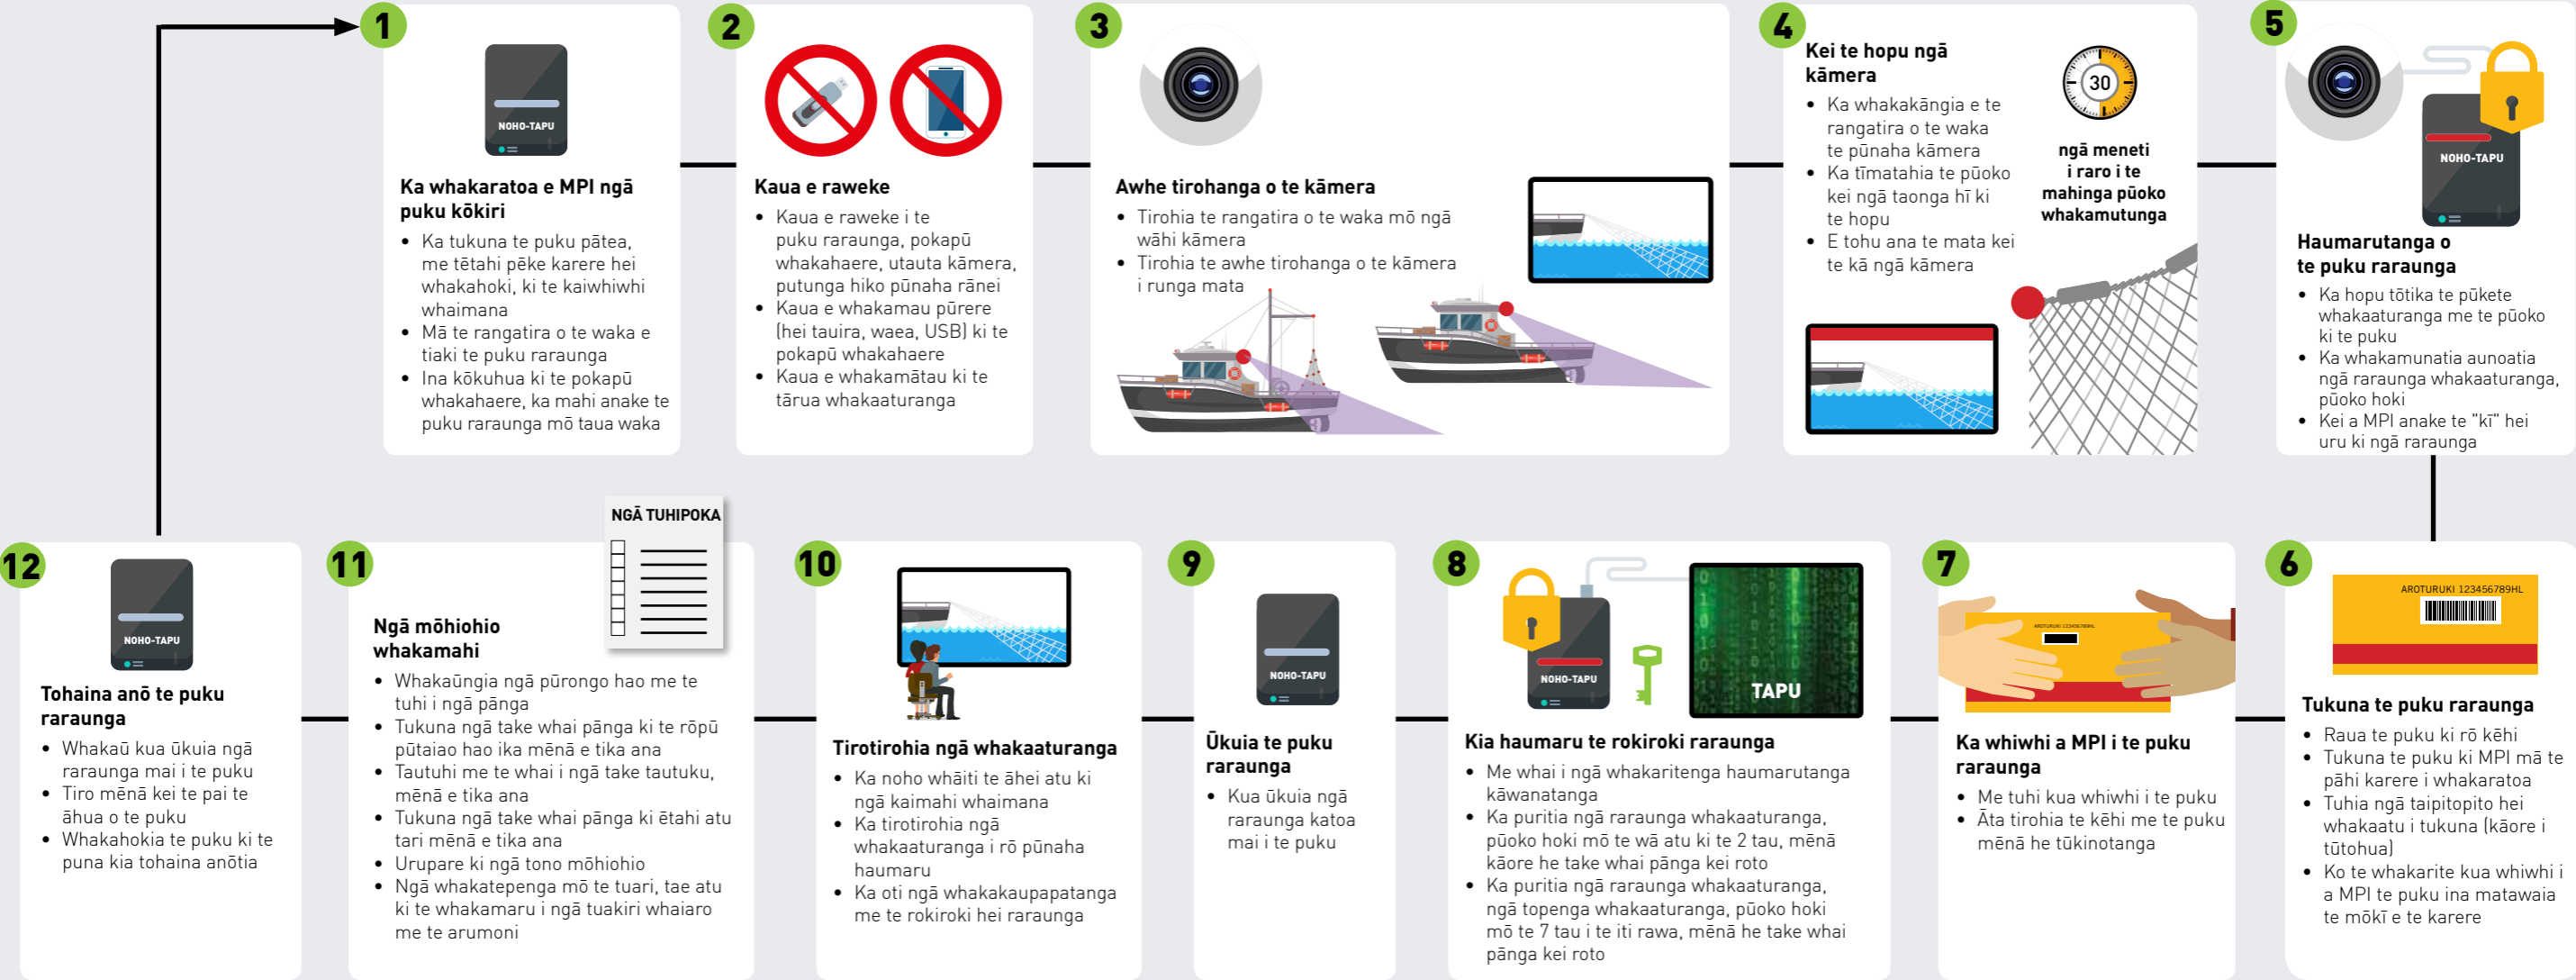 1
NOHO-TAPU
Ka whakaratoa e MPI ngā
puku kōkiri
• Ka tukuna te puku pātea,
me tētahi pēke karere hei
whakahoki, ki te kaiwhiwhi
whaimana
• Mā te rangatira o te waka e
tiaki te puku raraunga
• Ina kōkuhua ki te pokapū
whakahaere, ka mahi anake te
puku raraunga mō taua waka
2
Kaua e raweke
• Kaua e raweke i te
puku raraunga, pokapū
whakahaere, utauta kāmera,
putunga hiko pūnaha rānei
• Kaua e whakamau pūrere
(hei tauira, waea, USB) ki te
pokapū whakahaere
• Kaua e whakamātau ki te
tārua whakaaturanga
3
Awhe tirohanga o te kāmera
• Tirohia te rangatira o te waka mō ngā
wāhi kāmera
• Tirohia te awhe tirohanga o te kāmera
i runga mata
4
Kei te hopu ngā
kāmera
• Ka whakakāngia e te
rangatira o te waka
te pūnaha kāmera
• Ka tīmatahia te pūoko
kei ngā taonga hī ki
te hopu
• E tohu ana te mata kei
te kā ngā kāmera
30
ngā meneti
i raro i te
mahinga pūoko
whakamutunga
5
NOHO-TAPU
Haumarutanga o
te puku raraunga
• Ka hopu tōtika te pūkete
whakaaturanga me te pūoko
ki te puku
• Ka whakamunatia aunoatia
ngā raraunga whakaaturanga,
pūoko hoki
• Kei a MPI anake te "kī" hei
uru ki ngā raraunga
6
AROTURUKI 123456789HL
Tukuna te puku raraunga
• Raua te puku ki rō kēhi
• Tukuna te puku ki MPI mā te
pāhi karere i whakaratoa
• Tuhia ngā taipitopito hei
whakaatu i tukuna (kāore i
tūtohua)
• Ko te whakarite kua whiwhi i
a MPI te puku ina matawaia
te mōkī e te karere
7
AROTURUKI 123456789HL
Ka whiwhi a MPI i te puku
raraunga
• Me tuhi kua whiwhi i te puku
• Āta tirohia te kēhi me te puku
mēnā he tūkinotanga
8
NOHO-TAPU
TAPU
Kia haumaru te rokiroki raraunga
• Me whai i ngā whakaritenga haumarutanga
kāwanatanga
• Ka puritia ngā raraunga whakaaturanga,
pūoko hoki mō te wā atu ki te 2 tau, mēnā
kāore he take whai pānga kei roto
• Ka puritia ngā raraunga whakaaturanga,
ngā topenga whakaaturanga, pūoko hoki
mō te 7 tau i te iti rawa, mēnā he take whai
pānga kei roto
9
NOHO-TAPU
Ūkuia te puku
raraunga
• Kua ūkuia ngā
raraunga katoa
mai i te puku
10
Tirotirohia ngā whakaaturanga
• Ka noho whāiti te āhei atu ki
ngā kaimahi whaimana
• Ka tirotirohia ngā
whakaaturanga i rō pūnaha
haumaru
• Ka oti ngā whakakaupapatanga
me te rokiroki hei raraunga
11
NGĀ TUHIPOKA
Ngā mōhiohio
whakamahi
• Whakaūngia ngā pūrongo hao me te
tuhi i ngā pānga
• Tukuna ngā take whai pānga ki te rōpū
pūtaiao hao ika mēnā e tika ana
• Tautuhi me te whai i ngā take tautuku,
mēnā e tika ana
• Tukuna ngā take whai pānga ki ētahi atu
tari mēnā e tika ana
• Urupare ki ngā tono mōhiohio
• Ngā whakatepenga mō te tuari, tae atu
ki te whakamaru i ngā tuakiri whaiaro
me te arumoni
12
NOHO-TAPU
Tohaina anō te puku
raraunga
• Whakaū kua ūkuia ngā
raraunga mai i te puku
• Tiro mēnā kei te pai te
āhua o te puku
• Whakahokia te puku ki te
puna kia tohaina anōtia